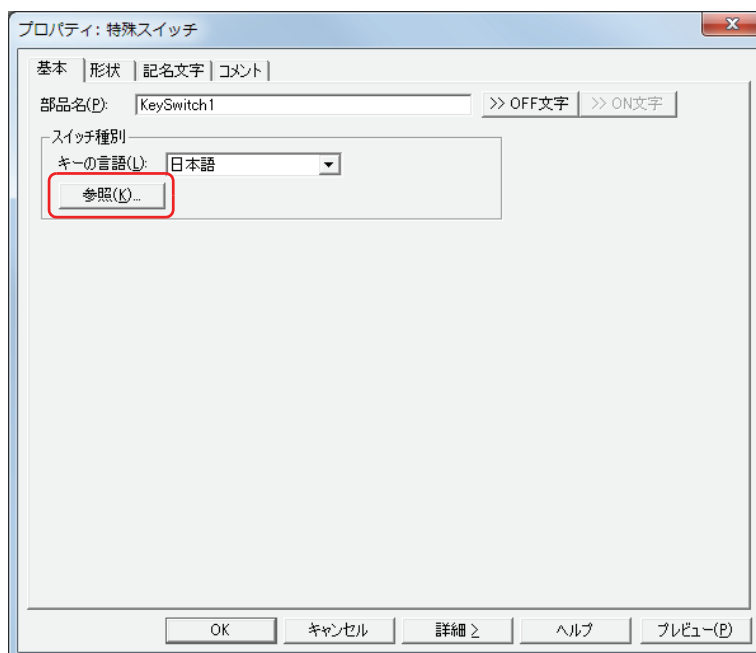 プロパティ: 特殊スイッチ
基本 形状 記名文字 コメント
部品名(P): KeySwitch1 >> OFF文字 >> ON文字
スイッチ種別
キーの言語(L): 日本語
参照(K)...
OK キャンセル 詳細 > ヘルプ プレビュー(P)